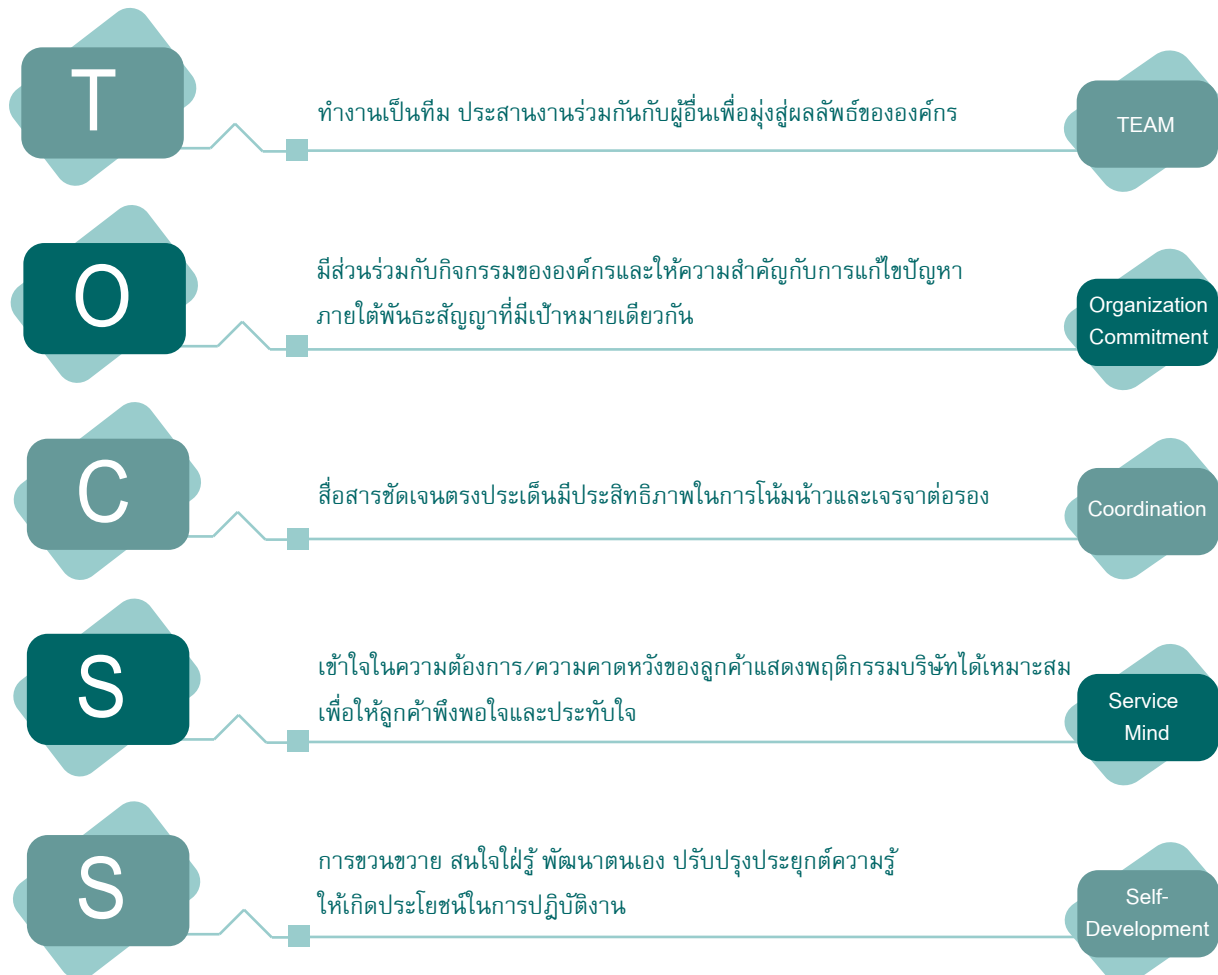 T
ทำงานเป็นทีม ประสานงานร่วมกันกับผู้อื่นเพื่อมุ่งสู่ผลลัพธ์ขององค์กร
TEAM
O
มีส่วนร่วมกับกิจกรรมขององค์กรและให้ความสำคัญกับการแก้ไขปัญหา
ภายใต้พันธะสัญญาที่มีเป้าหมายเดียวกัน
Organization
Commitment
C
สื่อสารชัดเจนตรงประเด็นมีประสิทธิภาพในการโน้มน้าวและเจรจาต่อรอง
Coordination
S
เข้าใจในความต้องการ/ความคาดหวังของลูกค้าแสดงพฤติกรรมบริษัทได้เหมาะสม
เพื่อให้ลูกค้าพึงพอใจและประทับใจ
Service
Mind
S
การขวนขวาย สนใจใฝ่รู้ พัฒนาตนเอง ปรับปรุงประยุกต์ความรู้
ให้เกิดประโยชน์ในการปฏิบัติงาน
Self-
Development